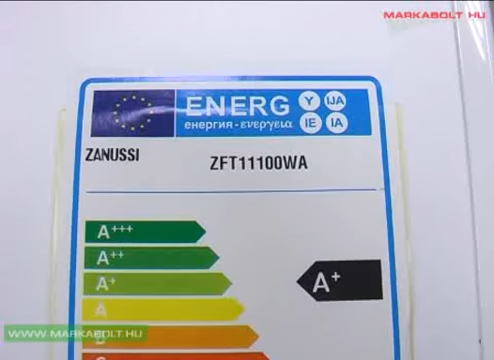 MARKABOLT.HU
ENERG Y IJA
енергия · ενεργεια IE IA
ZANUSSI ZFT11100WA
A+++
A++
A+ A+
A
WWW.MARKABOLT.HU